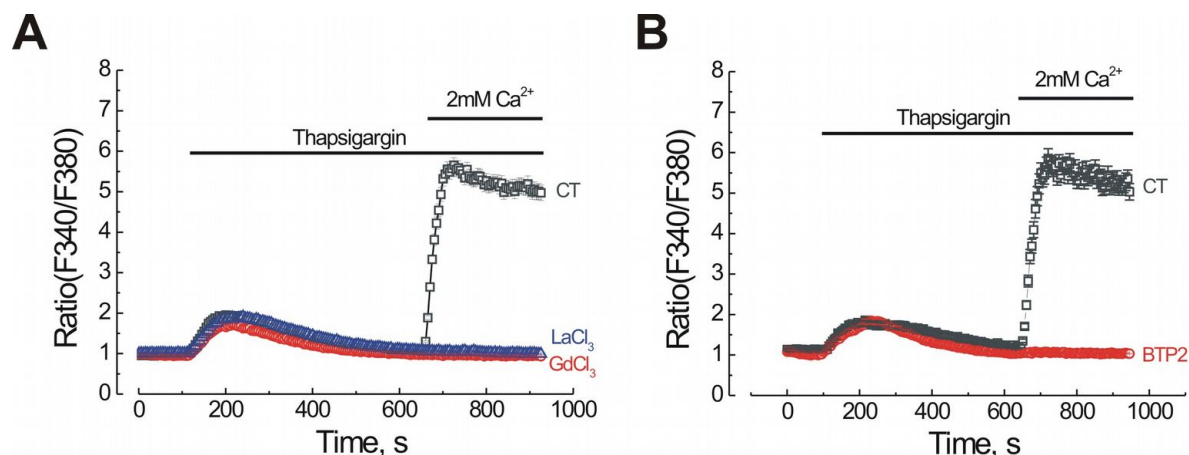 A
8
7
6
5
4
3
2
1
0
Ratio(F340/F380)
2mM Ca²⁺
Thapsigargin
CT
LaCl₃
GdCl₃
0
200
400
600
800
1000
Time, s
B
8
7
6
5
4
3
2
1
0
Ratio(F340/F380)
2mM Ca²⁺
Thapsigargin
CT
BTP2
0
200
400
600
800
1000
Time, s